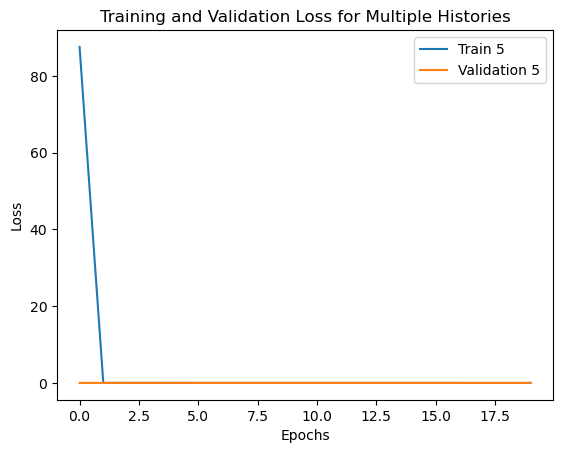 Training and Validation Loss for Multiple Histories
Train 5
Validation 5
80
60
40
20
0
Loss
0.0 2.5 5.0 7.5 10.0 12.5 15.0 17.5
Epochs